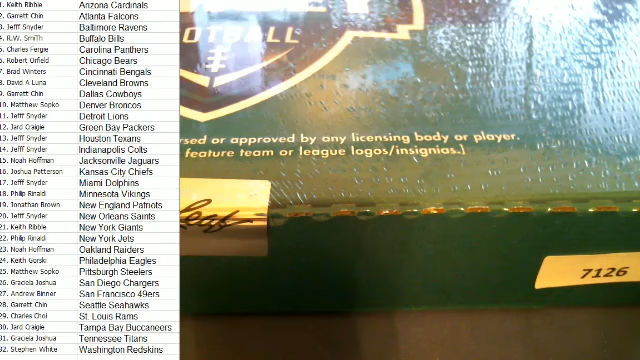 1. Keith Ribble Arizona Cardinals
2. Garrett Chin Atlanta Falcons
3. Jefff Snyder Baltimore Ravens
4. R.W. SmiTh Buffalo Bills
5. Charles Fergie Carolina Panthers
6. Robert Orfield Chicago Bears
7. Brad Winters Cincinnati Bengals
8. David A Luna Cleveland Browns
9. Garrett Chin Dallas Cowboys
10. Matthew Sopko Denver Broncos
11. Jefff Snyder Detroit Lions
12. Jard Craigie Green Bay Packers
13. Jefff Snyder Houston Texans
14. Jefff Snyder Indianapolis Colts
15. Noah Hoffman Jacksonville Jaguars
16. Joshua Patterson Kansas City Chiefs
17. Jefff Snyder Miami Dolphins
18. Philip Rinaldi Minnesota Vikings
19. Jonathan Brown New England Patriots
20. Jefff Snyder New Orleans Saints
21. Keith Ribble New York Giants
22. Philip Rinaldi New York Jets
23. Noah Hoffman Oakland Raiders
24. Keith Gorski Philadelphia Eagles
25. Matthew Sopko Pittsburgh Steelers
26. Graciela Joshua San Diego Chargers
27. Andrew Binner San Francisco 49ers
28. Garrett Chin Seattle Seahawks
29. Charles Choi St. Louis Rams
30. Jard Craigie Tampa Bay Buccaneers
31. Graciela Joshua Tennessee Titans
32. Stephen White Washington Redskins
OTBALL
rsed or approved by any licensing body or player.
feature team or league logos/insignias.]
Leaf
7126